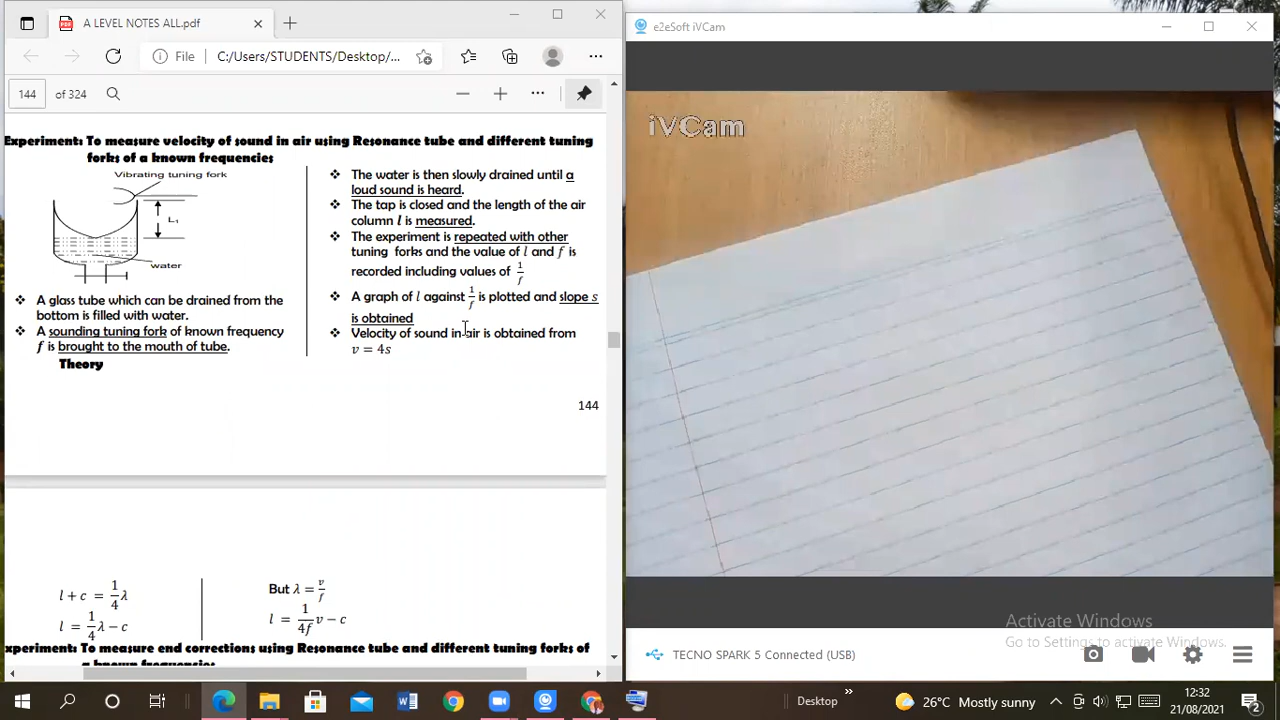 A LEVEL NOTES ALL.pdf
File
C:/Users/STUDENTS/Desktop/...
144
of 324
Experiment: To measure velocity of sound in air using Resonance tube and different tuning
forks of a known frequencies
Vibrating tuning fork
L₁
water
❖ A glass tube which can be drained from the
bottom is filled with water.
❖ A sounding tuning fork of known frequency
f is brought to the mouth of tube.
Theory
❖ The water is then slowly drained until a
loud sound is heard.
❖ The tap is closed and the length of the air
column l is measured.
❖ The experiment is repeated with other
tuning forks and the value of l and f is
recorded including values of 1/f
❖ A graph of l against 1/f is plotted and slope s
is obtained
❖ Velocity of sound in air is obtained from
v = 4s
144
l + c = 1/4 λ
l = 1/4 λ − c
But λ = v/f
l = 1/4f v − c
xperiment: To measure end corrections using Resonance tube and different tuning forks of
a known frequencies
e2eSoft iVCam
iVCam
Activate Windows
Go to Settings to activate Windows.
TECNO SPARK 5 Connected (USB)
Desktop
26°C Mostly sunny
12:32
21/08/2021
2